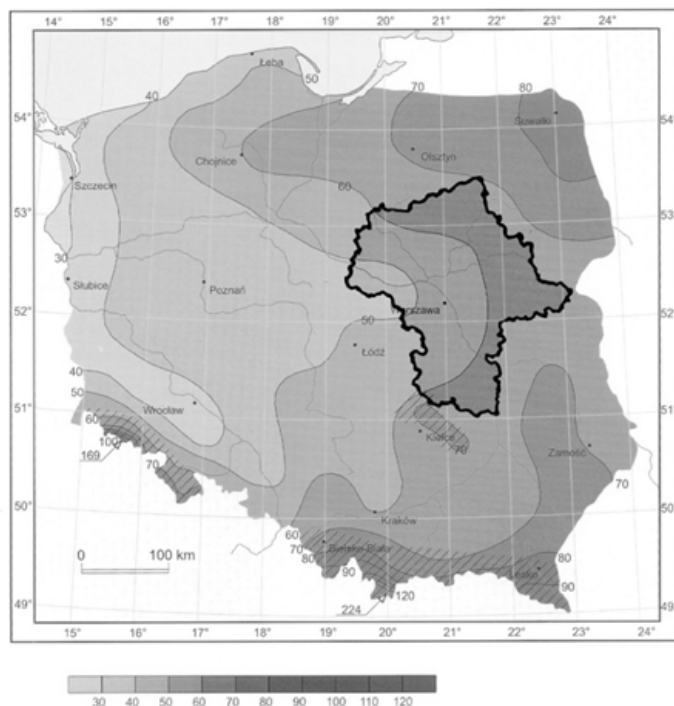 14° 15° 16° 17° 18° 19° 20° 21° 22° 23° 24°
50
Łeba
40
70
80
54°
54°
Suwałki
Chojnice
Olsztyn
Szczecin
60
53°
53°
30
Słubice
Poznań
Warszawa
52°
52°
50
Łódź
40
50
51°
51°
Wrocław
60
Kielce
100
169
70
70
Zamość
70
50°
50°
Kraków
60
0 100 km
70
Bielsko-Biała
80
80
90
90
49°
224
120
49°
15° 16° 17° 18° 19° 20° 21° 22° 23° 24°
30 40 50 60 70 80 90 100 110 120